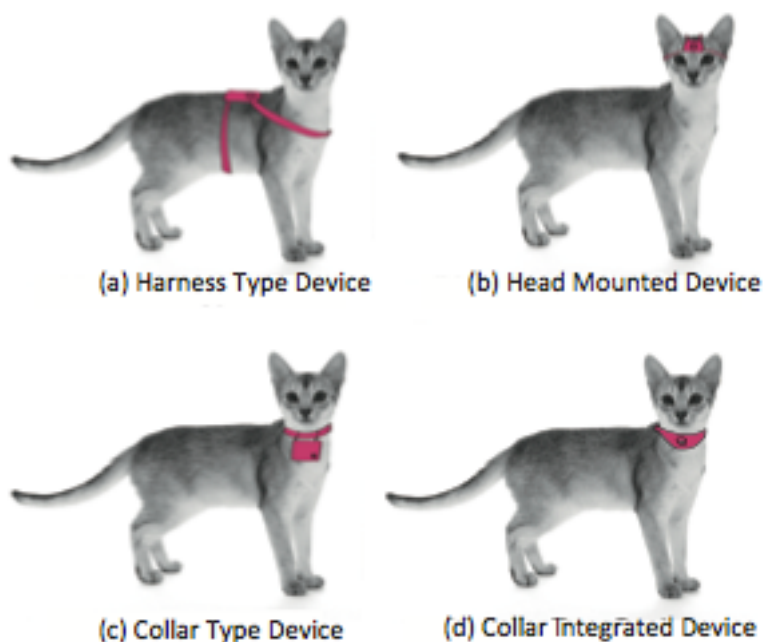 (a) Harness Type Device
(b) Head Mounted Device
(c) Collar Type Device
(d) Collar Integrated Device